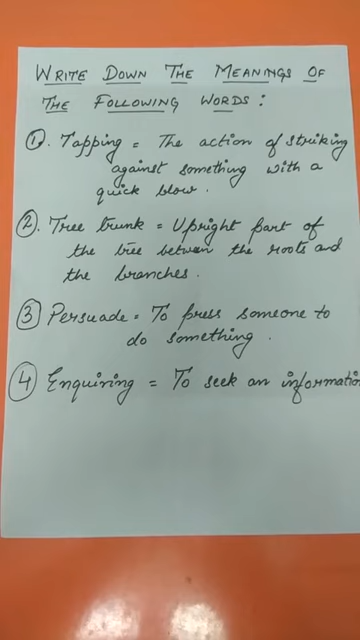 WRITE DOWN THE MEANINGS OF
THE FOLLOWING WORDS:
1. Tapping = The action of striking
against something with a
quick blow.
2. Tree trunk = Upright part of
the tree between the roots and
the branches.
3 Persuade = To press someone to
do something.
4 Enquiring = To seek an information